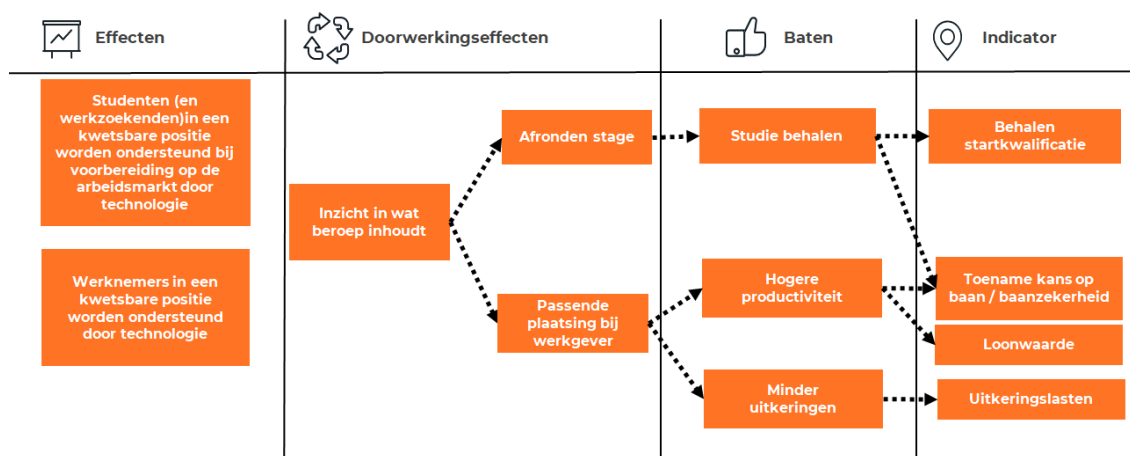 Effecten
Doorwerkingseffecten
Baten
Indicator
Studenten (en
werkzoekenden)in een
kwetsbare positie
worden ondersteund bij
voorbereiding op de
arbeidsmarkt door
technologie
Werknemers in een
kwetsbare positie
worden ondersteund
door technologie
Inzicht in wat
beroep inhoudt
Afronden stage
Passende
plaatsing bij
werkgever
Studie behalen
Hogere
productiviteit
Minder
uitkeringen
Behalen
startkwalificatie
Toename kans op
baan / baanzekerheid
Loonwaarde
Uitkeringslasten